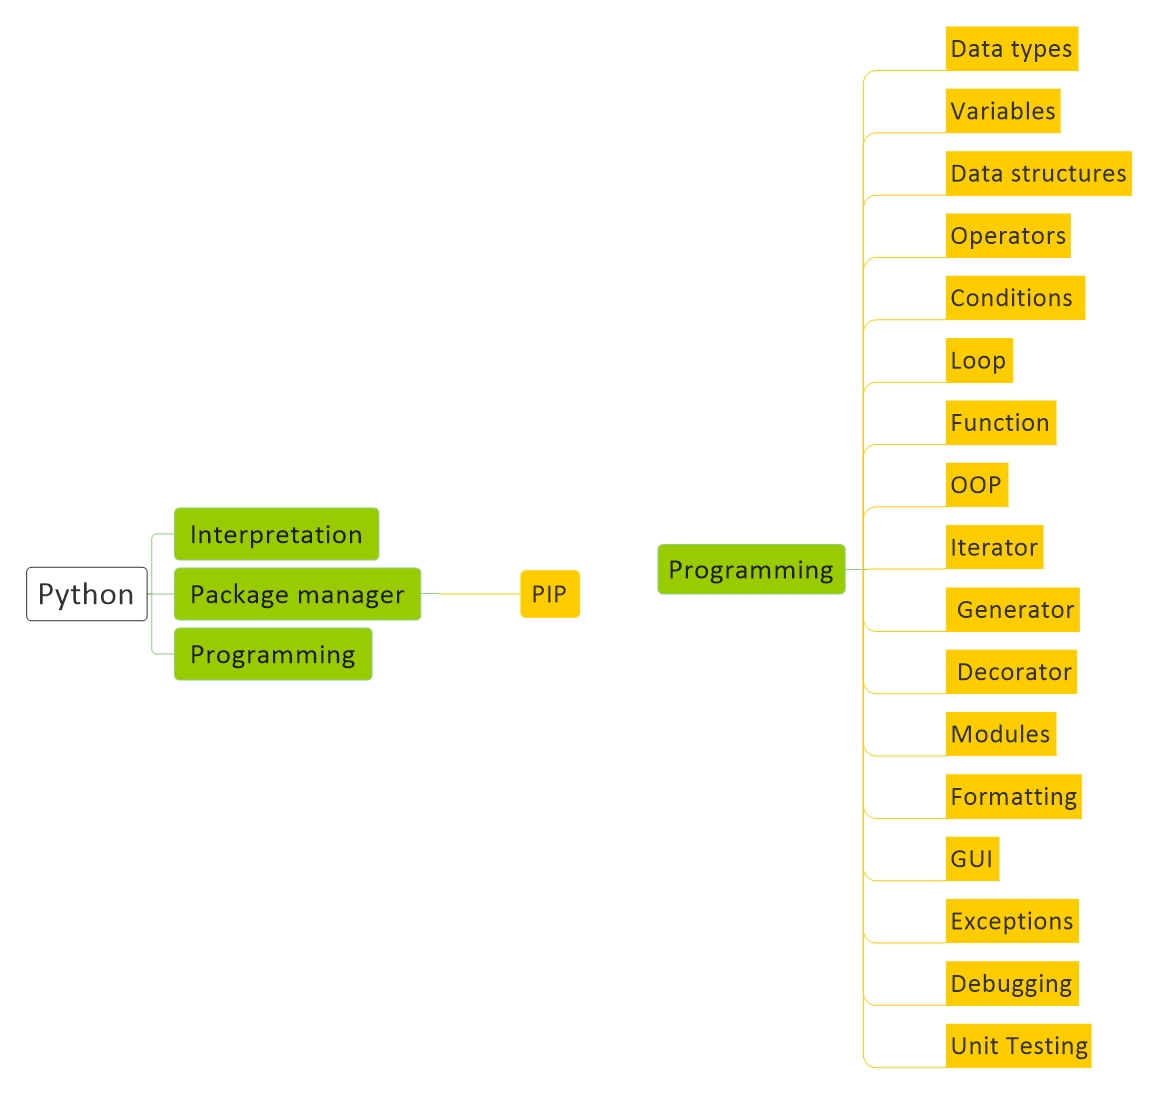 Python
Interpretation
Package manager
Programming
PIP
Programming
Data types
Variables
Data structures
Operators
Conditions
Loop
Function
OOP
Iterator
Generator
Decorator
Modules
Formatting
GUI
Exceptions
Debugging
Unit Testing